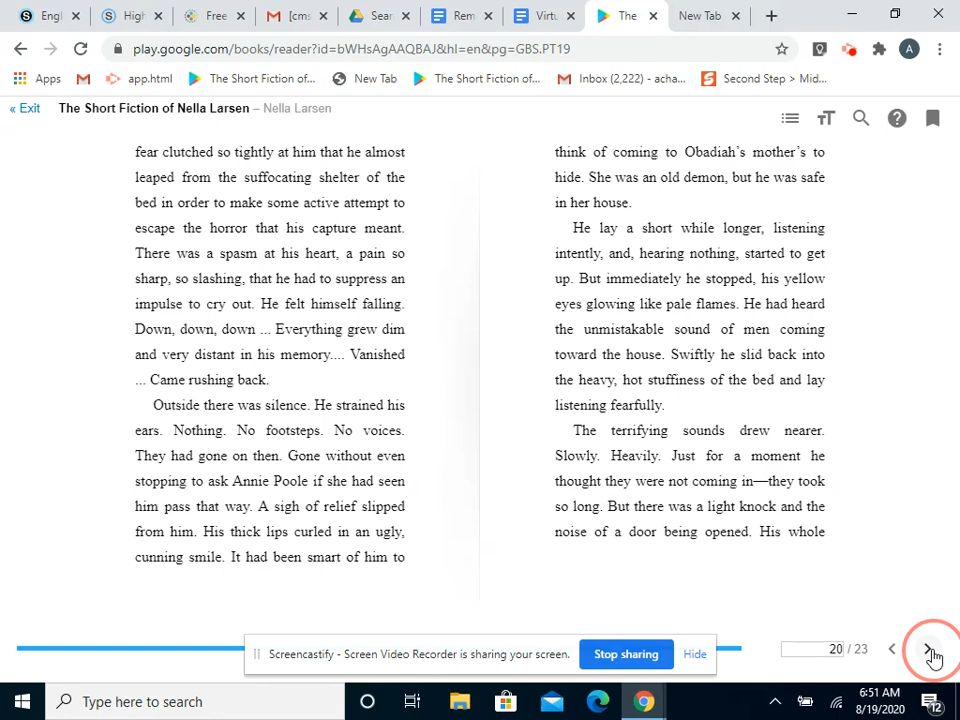 Engl
High
Free
[cms
Sear
Rem
Virtu
The
New Tab
play.google.com/books/reader?id=bWHsAgAAQBAJ&hl=en&pg=GBS.PT19
A
Apps
app.html
The Short Fiction of...
New Tab
The Short Fiction of...
Inbox (2,222) - acha...
Second Step > Mid...
« Exit
The Short Fiction of Nella Larsen – Nella Larsen
fear clutched so tightly at him that he almost
leaped from the suffocating shelter of the
bed in order to make some active attempt to
escape the horror that his capture meant.
There was a spasm at his heart, a pain so
sharp, so slashing, that he had to suppress an
impulse to cry out. He felt himself falling.
Down, down, down ... Everything grew dim
and very distant in his memory.... Vanished
... Came rushing back.
Outside there was silence. He strained his
ears. Nothing. No footsteps. No voices.
They had gone on then. Gone without even
stopping to ask Annie Poole if she had seen
him pass that way. A sigh of relief slipped
from him. His thick lips curled in an ugly,
cunning smile. It had been smart of him to
think of coming to Obadiah’s mother’s to
hide. She was an old demon, but he was safe
in her house.
He lay a short while longer, listening
intently, and, hearing nothing, started to get
up. But immediately he stopped, his yellow
eyes glowing like pale flames. He had heard
the unmistakable sound of men coming
toward the house. Swiftly he slid back into
the heavy, hot stuffiness of the bed and lay
listening fearfully.
The terrifying sounds drew nearer.
Slowly. Heavily. Just for a moment he
thought they were not coming in—they took
so long. But there was a light knock and the
noise of a door being opened. His whole
20 / 23
Screencastify - Screen Video Recorder is sharing your screen.
Stop sharing
Hide
Type here to search
6:51 AM
8/19/2020
12